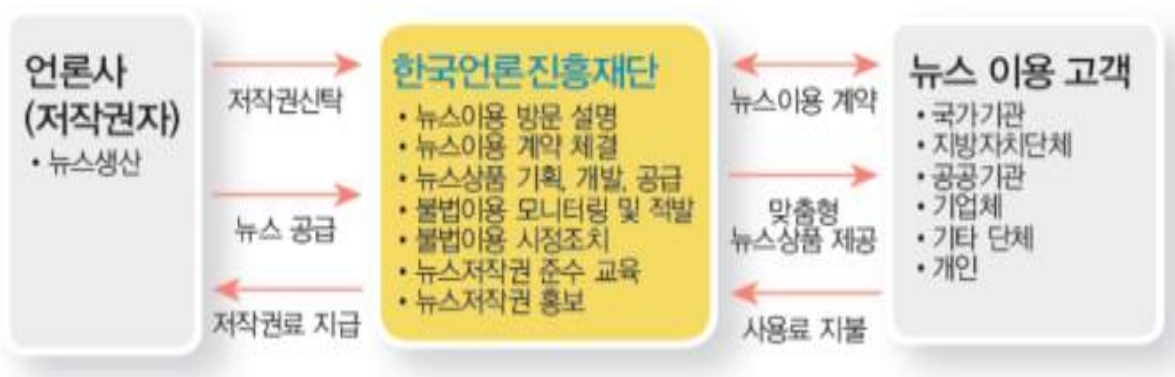 언론사
(저작권자)
• 뉴스생산
저작권신탁
뉴스 공급
저작권료 지급
한국언론진흥재단
• 뉴스이용 방문 설명
• 뉴스이용 계약 체결
• 뉴스상품 기획, 개발, 공급
• 불법이용 모니터링 및 적발
• 불법이용 시정조치
• 뉴스저작권 준수 교육
• 뉴스저작권 홍보
뉴스이용 계약
맞춤형
뉴스상품 제공
사용료 지불
뉴스 이용 고객
• 국가기관
• 지방자치단체
• 공공기관
• 기업체
• 기타 단체
• 개인